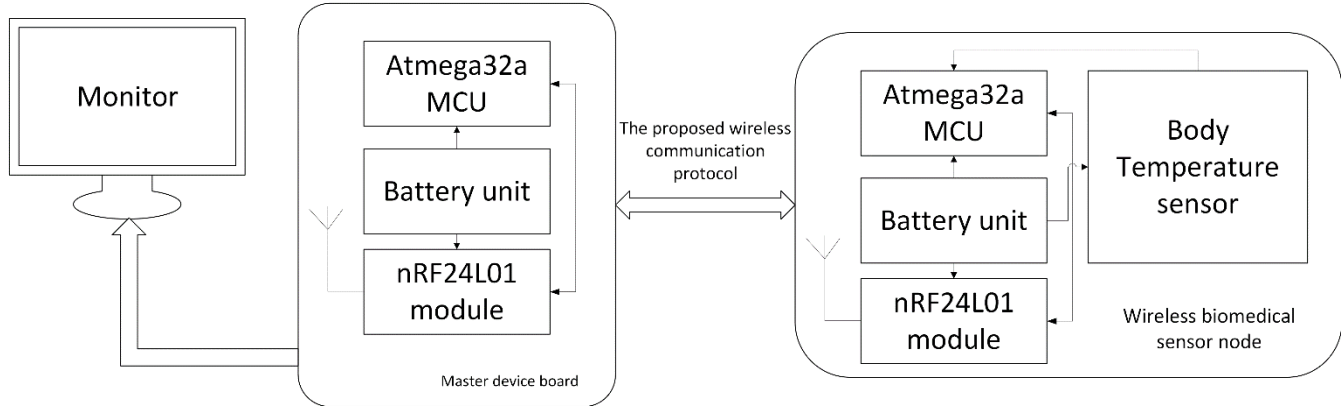 Monitor
Atmega32a
MCU
Battery unit
nRF24L01
module
Master device board
The proposed wireless
communication
protocol
Atmega32a
MCU
Battery unit
nRF24L01
module
Body
Temperature
sensor
Wireless biomedical
sensor node